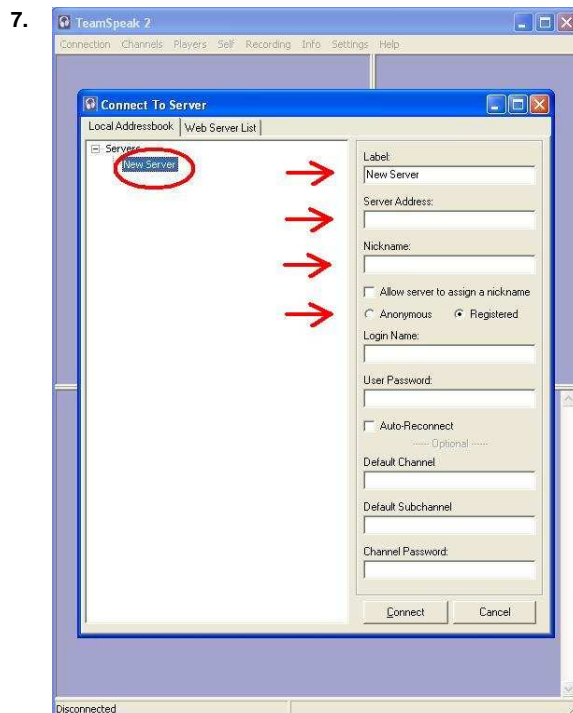 7.
TeamSpeak 2
Connection Channels Players Self Recording Info Settings Help
Connect To Server
Local Addressbook Web Server List
Servers
New Server
Label:
New Server
Server Address:
Nickname:
Allow server to assign a nickname
Anonymous Registered
Login Name:
User Password:
Auto-Reconnect
----- Optional -----
Default Channel
Default Subchannel
Channel Password:
Connect Cancel
Disconnected